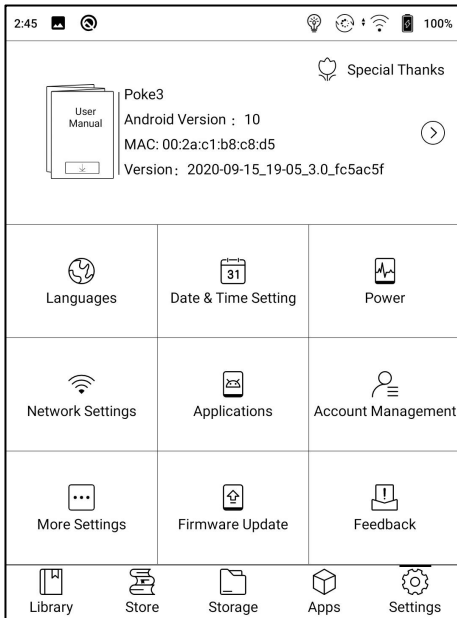 2:45 100%
Special Thanks
User
Manual
Poke3
Android Version： 10
MAC: 00:2a:c1:b8:c8:d5
Version： 2020-09-15_19-05_3.0_fc5ac5f
Languages
31
Date & Time Setting
Power
Network Settings
Applications
Account Management
More Settings
Firmware Update
Feedback
Library
Store
Storage
Apps
Settings